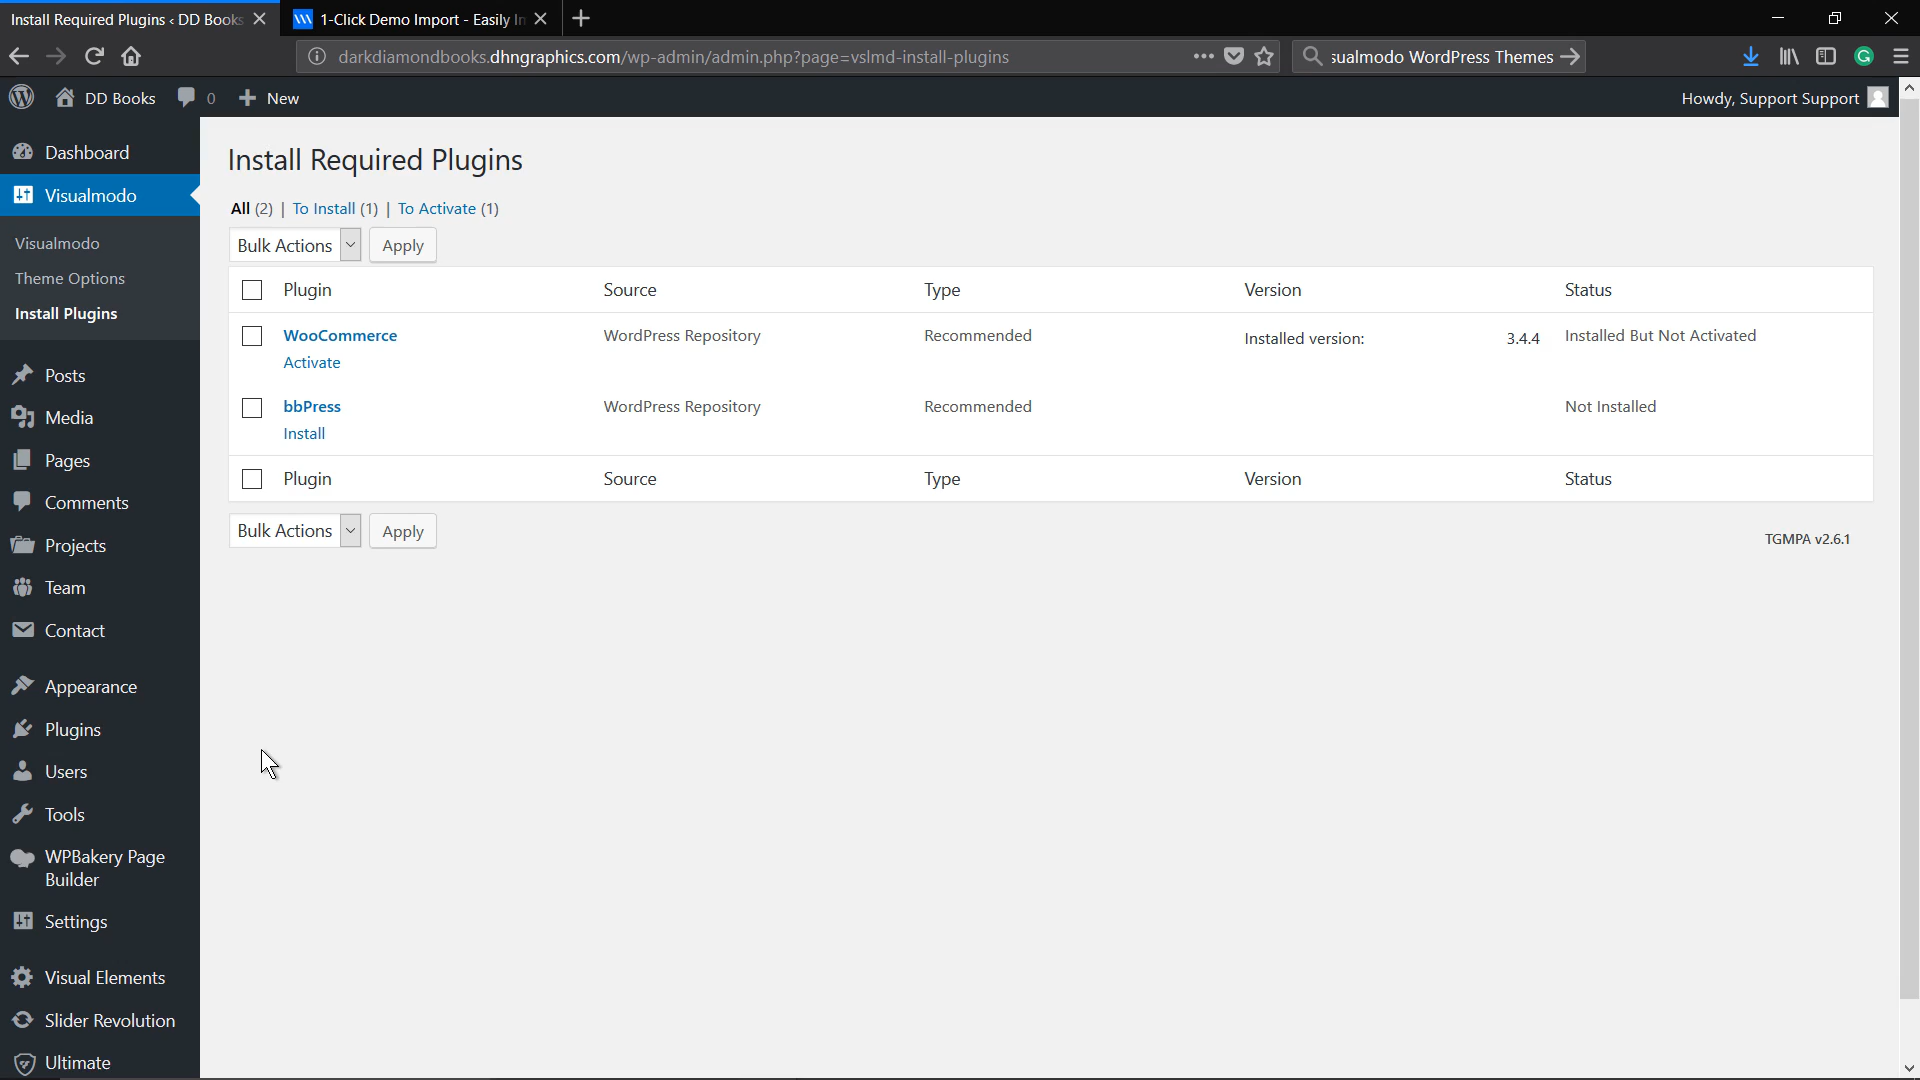 Install Required Plugins ‹ DD Books
1-Click Demo Import - Easily In
darkdiamondbooks.dhngraphics.com/wp-admin/admin.php?page=vslmd-install-plugins
sualmodo WordPress Themes
DD Books
0
New
Howdy, Support Support
Dashboard
Visualmodo
Visualmodo
Theme Options
Install Plugins
Posts
Media
Pages
Comments
Projects
Team
Contact
Appearance
Plugins
Users
Tools
WPBakery Page
Builder
Settings
Visual Elements
Slider Revolution
Ultimate
Install Required Plugins
All (2) | To Install (1) | To Activate (1)
Bulk Actions Apply
Plugin Source Type Version Status
WooCommerce WordPress Repository Recommended Installed version: 3.4.4 Installed But Not Activated
Activate
bbPress WordPress Repository Recommended Not Installed
Install
Plugin Source Type Version Status
Bulk Actions Apply
TGMPA v2.6.1